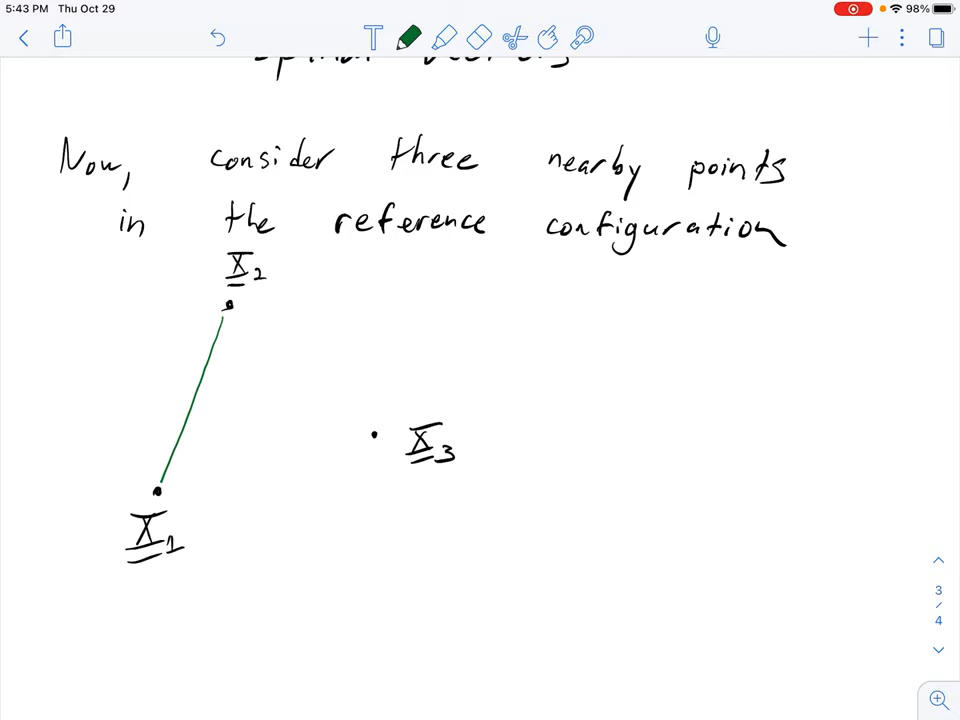 5:43 PM Thu Oct 29
98%
T
Now, consider three nearby points
in the reference configuration
X2
X3
X1
3
/
4